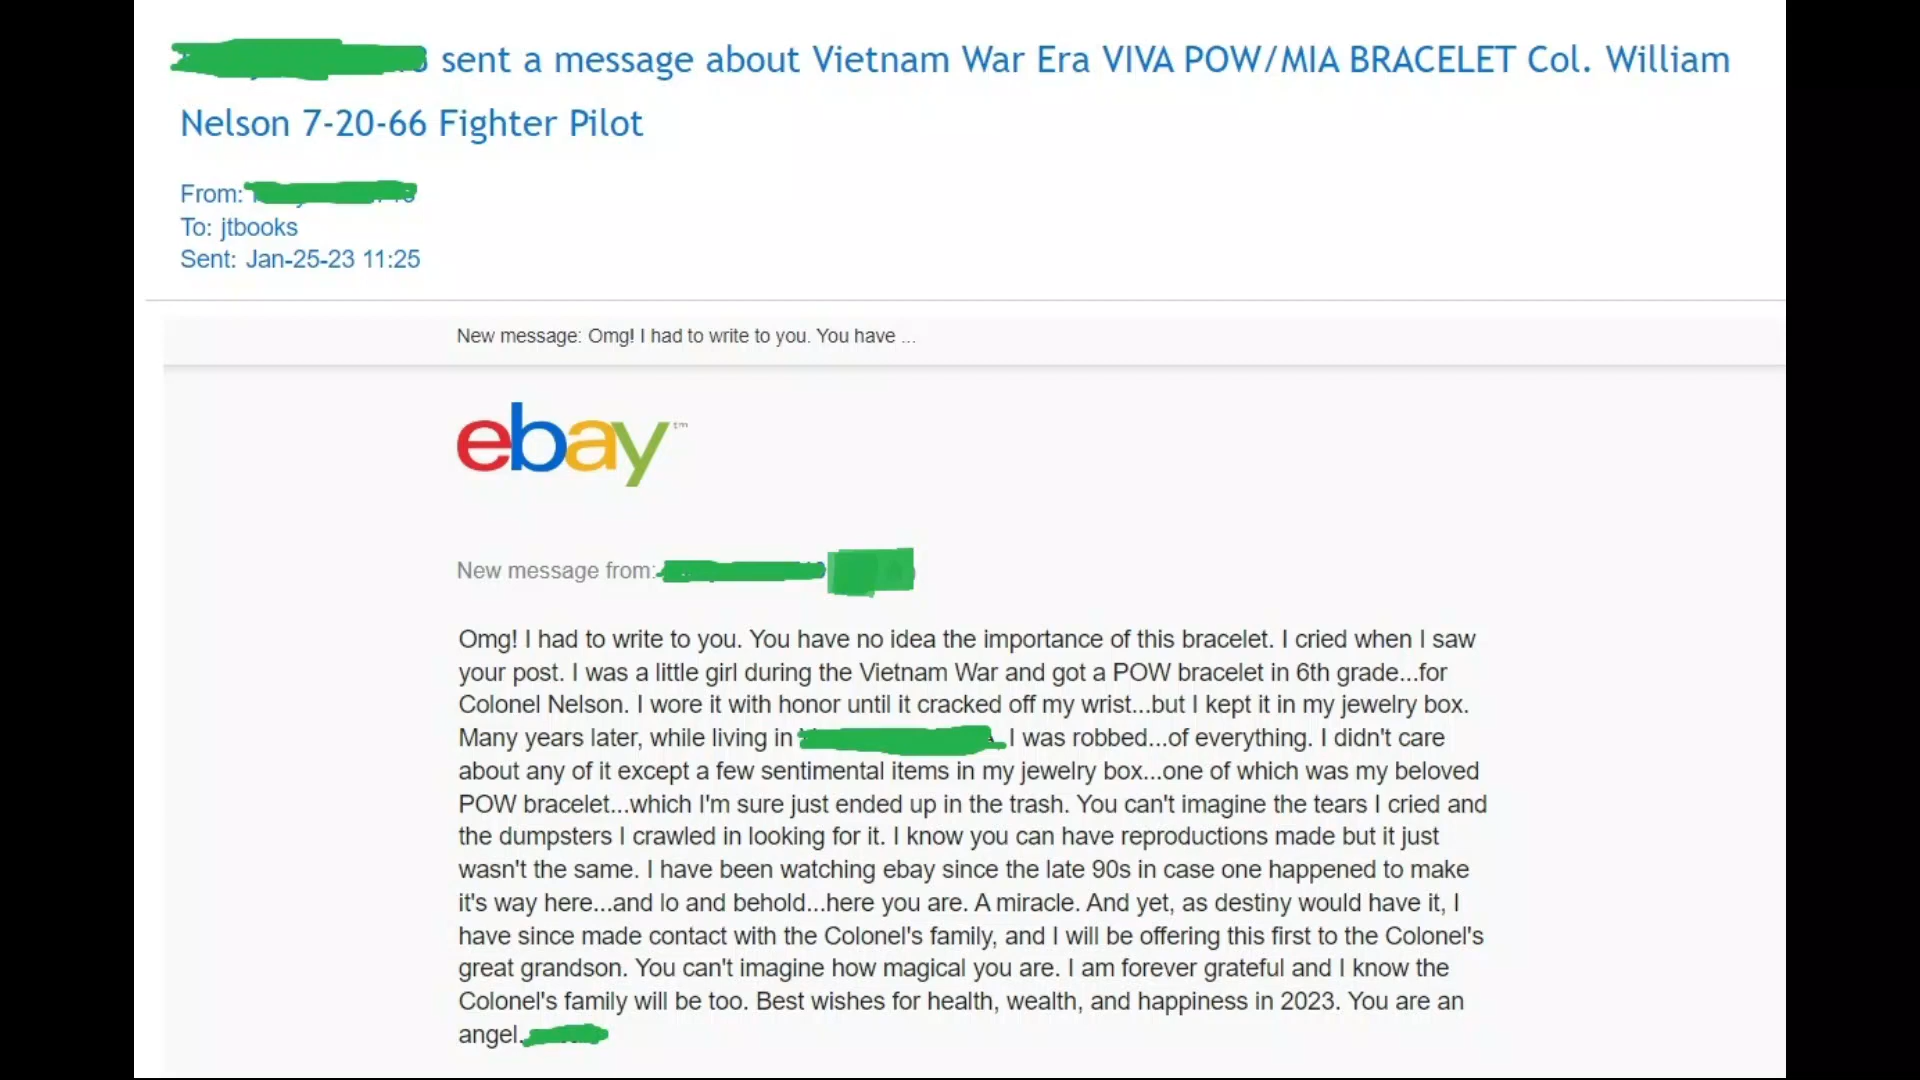 sent a message about Vietnam War Era VIVA POW/MIA BRACELET Col. William
Nelson 7-20-66 Fighter Pilot
From:
To: jtbooks
Sent: Jan-25-23 11:25
New message: Omg! I had to write to you. You have ...
ebay™
New message from:
Omg! I had to write to you. You have no idea the importance of this bracelet. I cried when I saw
your post. I was a little girl during the Vietnam War and got a POW bracelet in 6th grade...for
Colonel Nelson. I wore it with honor until it cracked off my wrist...but I kept it in my jewelry box.
Many years later, while living in I was robbed...of everything. I didn't care
about any of it except a few sentimental items in my jewelry box...one of which was my beloved
POW bracelet...which I'm sure just ended up in the trash. You can't imagine the tears I cried and
the dumpsters I crawled in looking for it. I know you can have reproductions made but it just
wasn't the same. I have been watching ebay since the late 90s in case one happened to make
it's way here...and lo and behold...here you are. A miracle. And yet, as destiny would have it, I
have since made contact with the Colonel's family, and I will be offering this first to the Colonel's
great grandson. You can't imagine how magical you are. I am forever grateful and I know the
Colonel's family will be too. Best wishes for health, wealth, and happiness in 2023. You are an
angel.